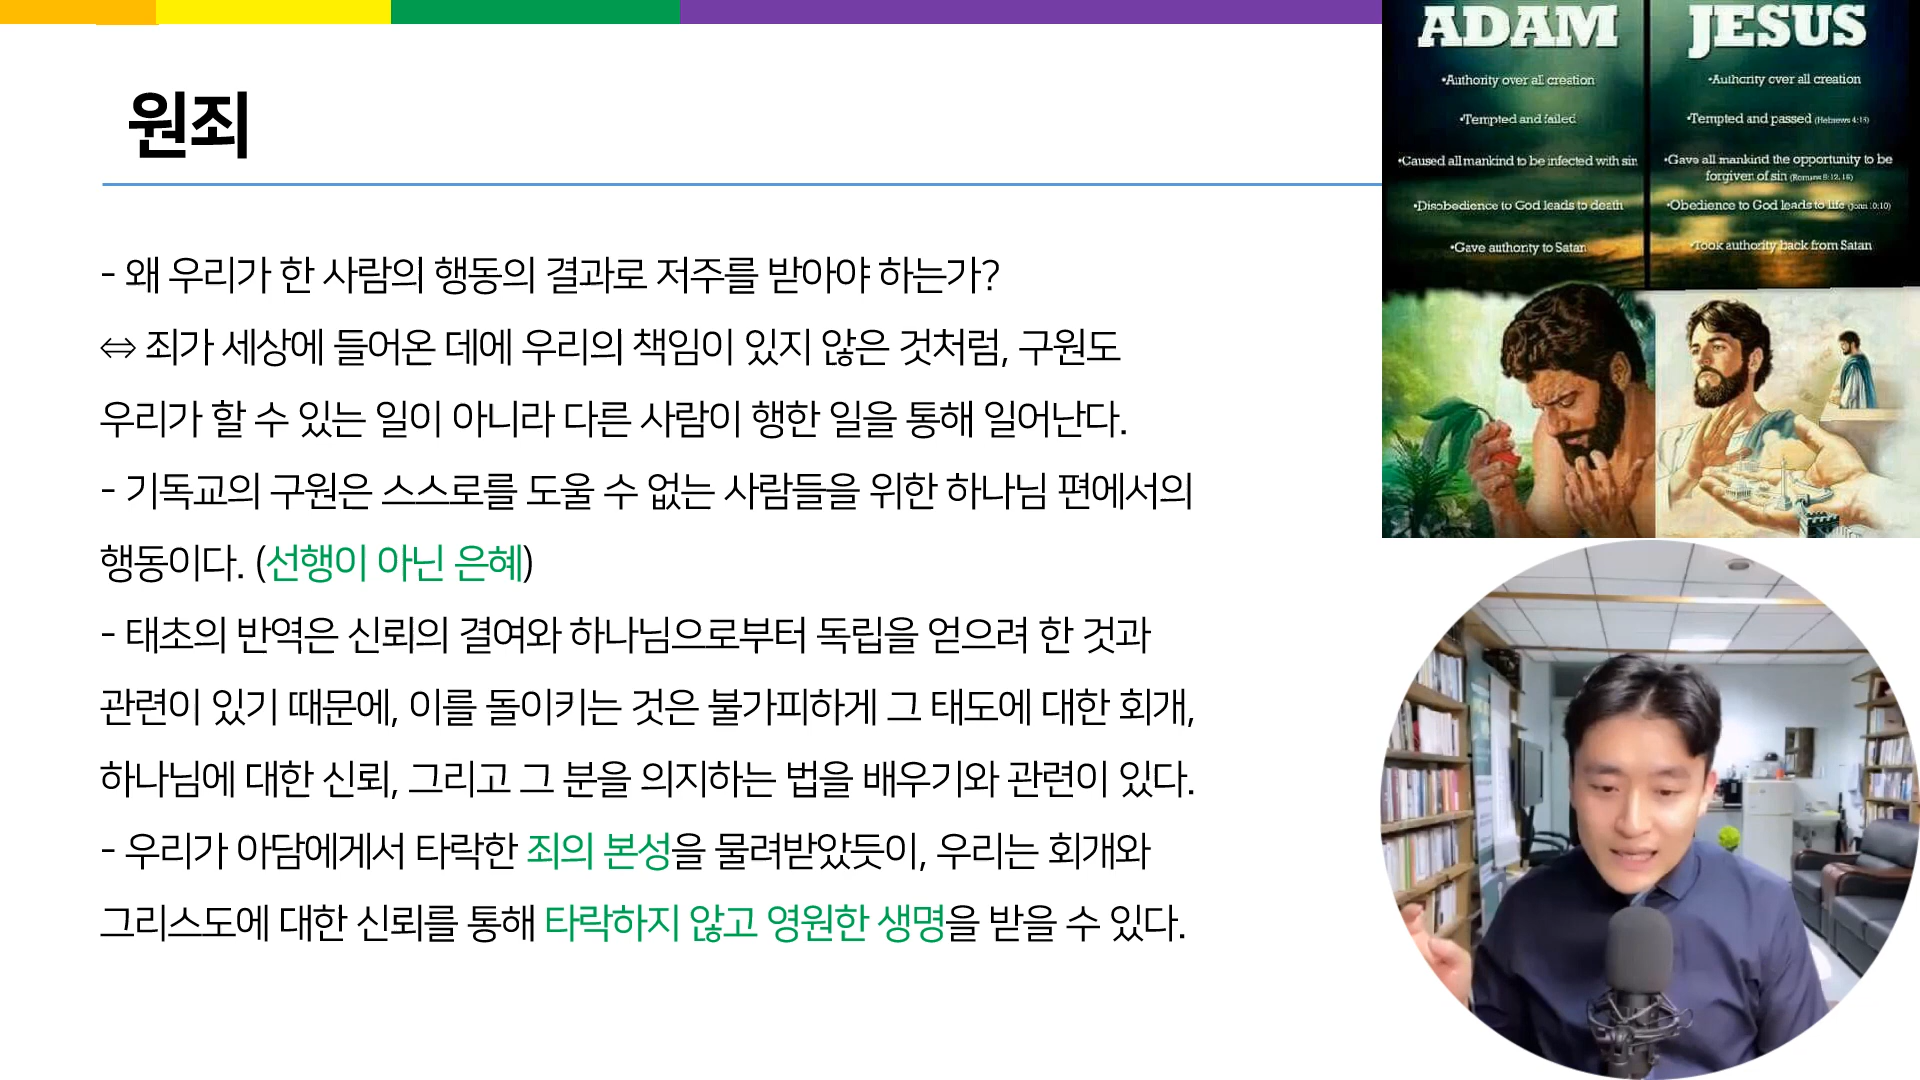 원죄
- 왜 우리가 한 사람의 행동의 결과로 저주를 받아야 하는가?
⇔ 죄가 세상에 들어온 데에 우리의 책임이 있지 않은 것처럼, 구원도
우리가 할 수 있는 일이 아니라 다른 사람이 행한 일을 통해 일어난다.
- 기독교의 구원은 스스로를 도울 수 없는 사람들을 위한 하나님 편에서의
행동이다. (선행이 아닌 은혜)
- 태초의 반역은 신뢰의 결여와 하나님으로부터 독립을 얻으려 한 것과
관련이 있기 때문에, 이를 돌이키는 것은 불가피하게 그 태도에 대한 회개,
하나님에 대한 신뢰, 그리고 그 분을 의지하는 법을 배우기와 관련이 있다.
- 우리가 아담에게서 타락한 죄의 본성을 물려받았듯이, 우리는 회개와
그리스도에 대한 신뢰를 통해 타락하지 않고 영원한 생명을 받을 수 있다.
ADAM
•Authority over all creation
•Tempted and failed
•Caused all mankind to be infected with sin
•Disobedience to God leads to death
•Gave authority to Satan
JESUS
•Authority over all creation
•Tempted and passed (Hebrews
•Gave all mankind the opportunity to be
forgiven of sin (Romans
•Obedience to God leads to life (John 10:10)
•Took authority back from Satan